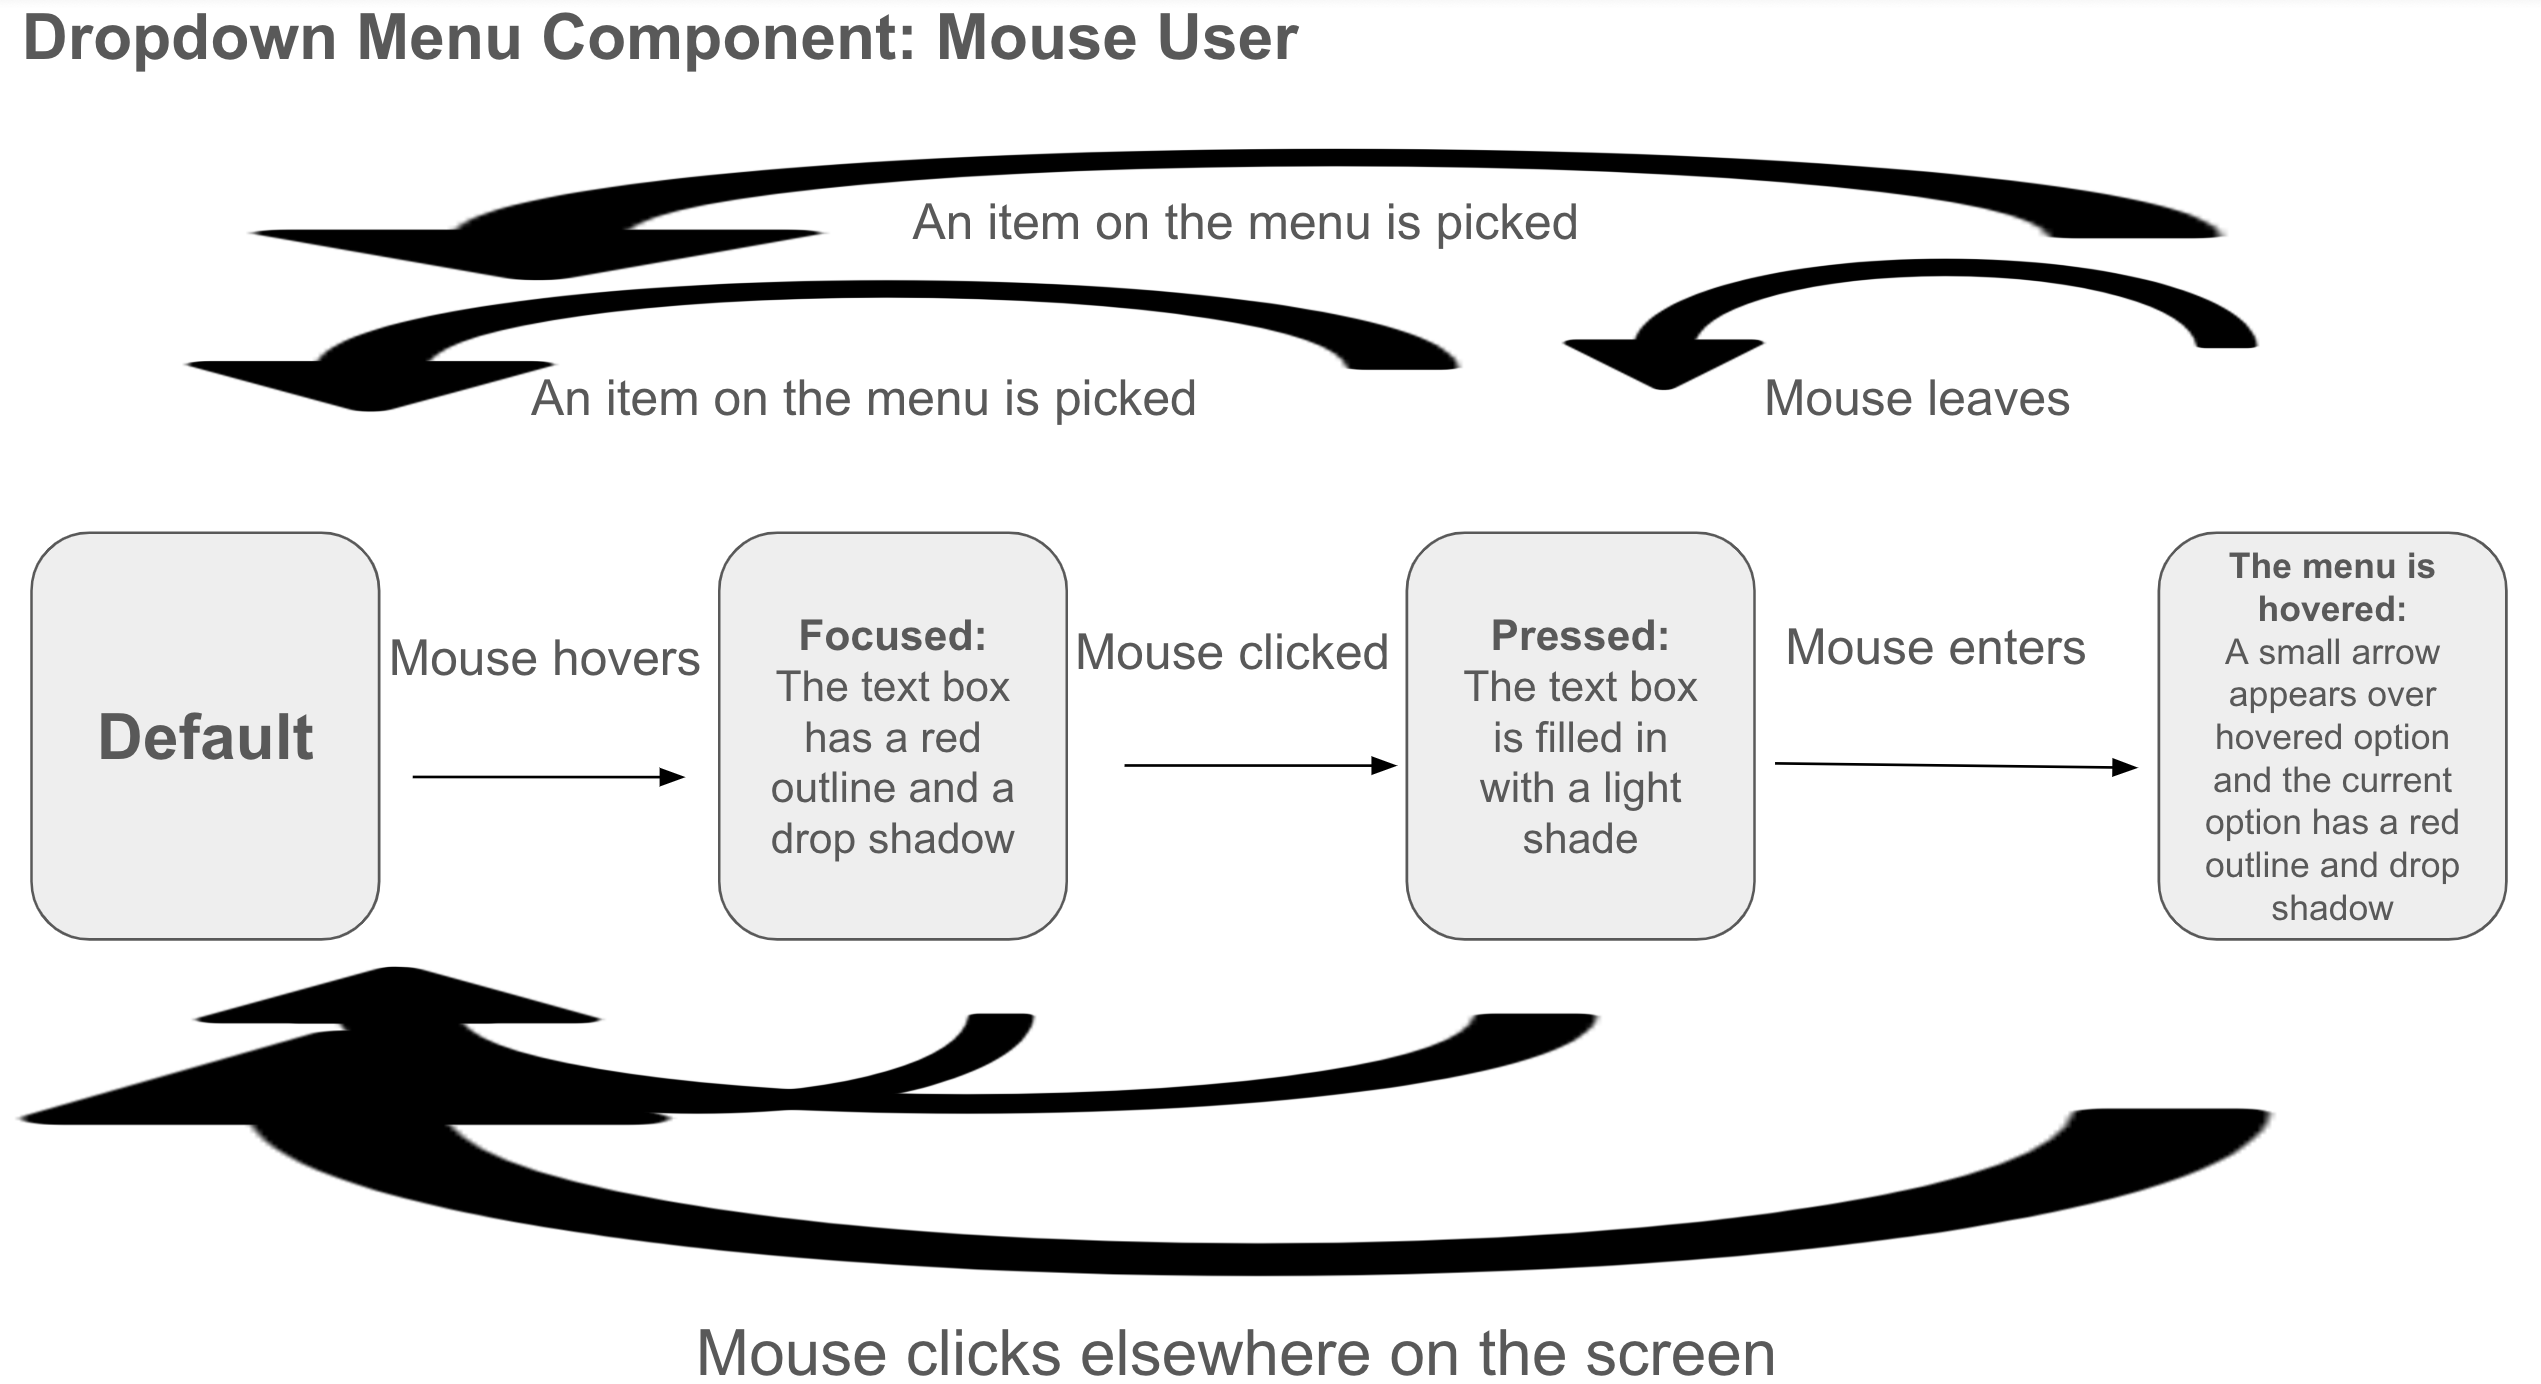 Dropdown Menu Component: Mouse User
An item on the menu is picked
An item on the menu is picked
Mouse leaves
Default
Mouse hovers
Focused:
The text box
has a red
outline and a
drop shadow
Mouse clicked
Pressed:
The text box
is filled in
with a light
shade
Mouse enters
The menu is
hovered:
A small arrow
appears over
hovered option
and the current
option has a red
outline and drop
shadow
Mouse clicks elsewhere on the screen